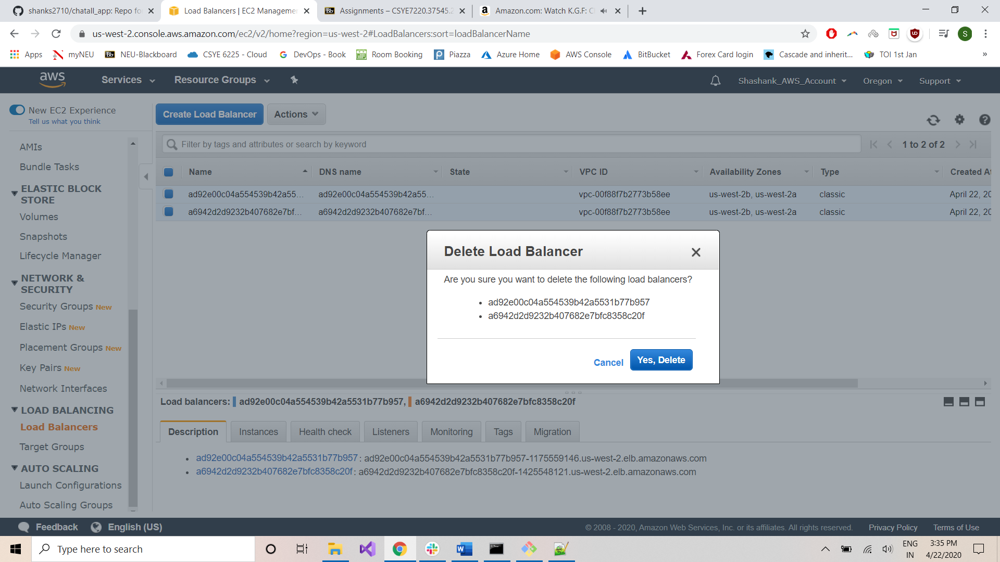 shanks2710/chatall_app: Repo fo
Load Balancers | EC2 Manageme
Assignments – CSYE7220.37545.2
Amazon.com: Watch K.G.F: C
us-west-2.console.aws.amazon.com/ec2/v2/home?region=us-west-2#LoadBalancers:sort=loadBalancerName
S
Apps
myNEU
Bb NEU-Blackboard
CSYE 6225 - Cloud
DevOps - Book
Room Booking
Piazza
Azure Home
AWS Console
BitBucket
Forex Card login
Cascade and inherit...
TOI 1st Jan
»
aws
Services
Resource Groups
Shashank_AWS_Account
Oregon
Support
New EC2 Experience
Tell us what you think
AMIs
Bundle Tasks
ELASTIC BLOCK
STORE
Volumes
Snapshots
Lifecycle Manager
NETWORK &
SECURITY
Security Groups New
Elastic IPs New
Placement Groups New
Key Pairs New
Network Interfaces
LOAD BALANCING
Load Balancers
Target Groups
AUTO SCALING
Launch Configurations
Auto Scaling Groups
Create Load Balancer
Actions
Filter by tags and attributes or search by keyword
1 to 2 of 2
Name DNS name State VPC ID Availability Zones Type Created At
ad92e00c04a554539b42a55... ad92e00c04a554539b42a55... vpc-00f88f7b2773b58ee us-west-2b, us-west-2a classic April 22, 20
a6942d2d9232b407682e7bf... a6942d2d9232b407682e7bf... vpc-00f88f7b2773b58ee us-west-2b, us-west-2a classic April 22, 20
Delete Load Balancer
Are you sure you want to delete the following load balancers?
• ad92e00c04a554539b42a5531b77b957
• a6942d2d9232b407682e7bfc8358c20f
Cancel
Yes, Delete
Load balancers: ad92e00c04a554539b42a5531b77b957, a6942d2d9232b407682e7bfc8358c20f
Description Instances Health check Listeners Monitoring Tags Migration
• ad92e00c04a554539b42a5531b77b957: ad92e00c04a554539b42a5531b77b957-1175559146.us-west-2.elb.amazonaws.com
• a6942d2d9232b407682e7bfc8358c20f: a6942d2d9232b407682e7bfc8358c20f-1425548121.us-west-2.elb.amazonaws.com
Feedback
English (US)
© 2008 - 2020, Amazon Web Services, Inc. or its affiliates. All rights reserved.
Privacy Policy
Terms of Use
Type here to search
ENG
IN
3:35 PM
4/22/2020